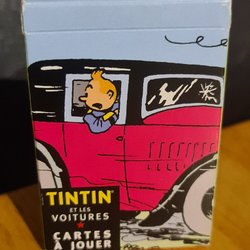 TINTIN
ET LES
VOITURES
CARTES
À JOUER